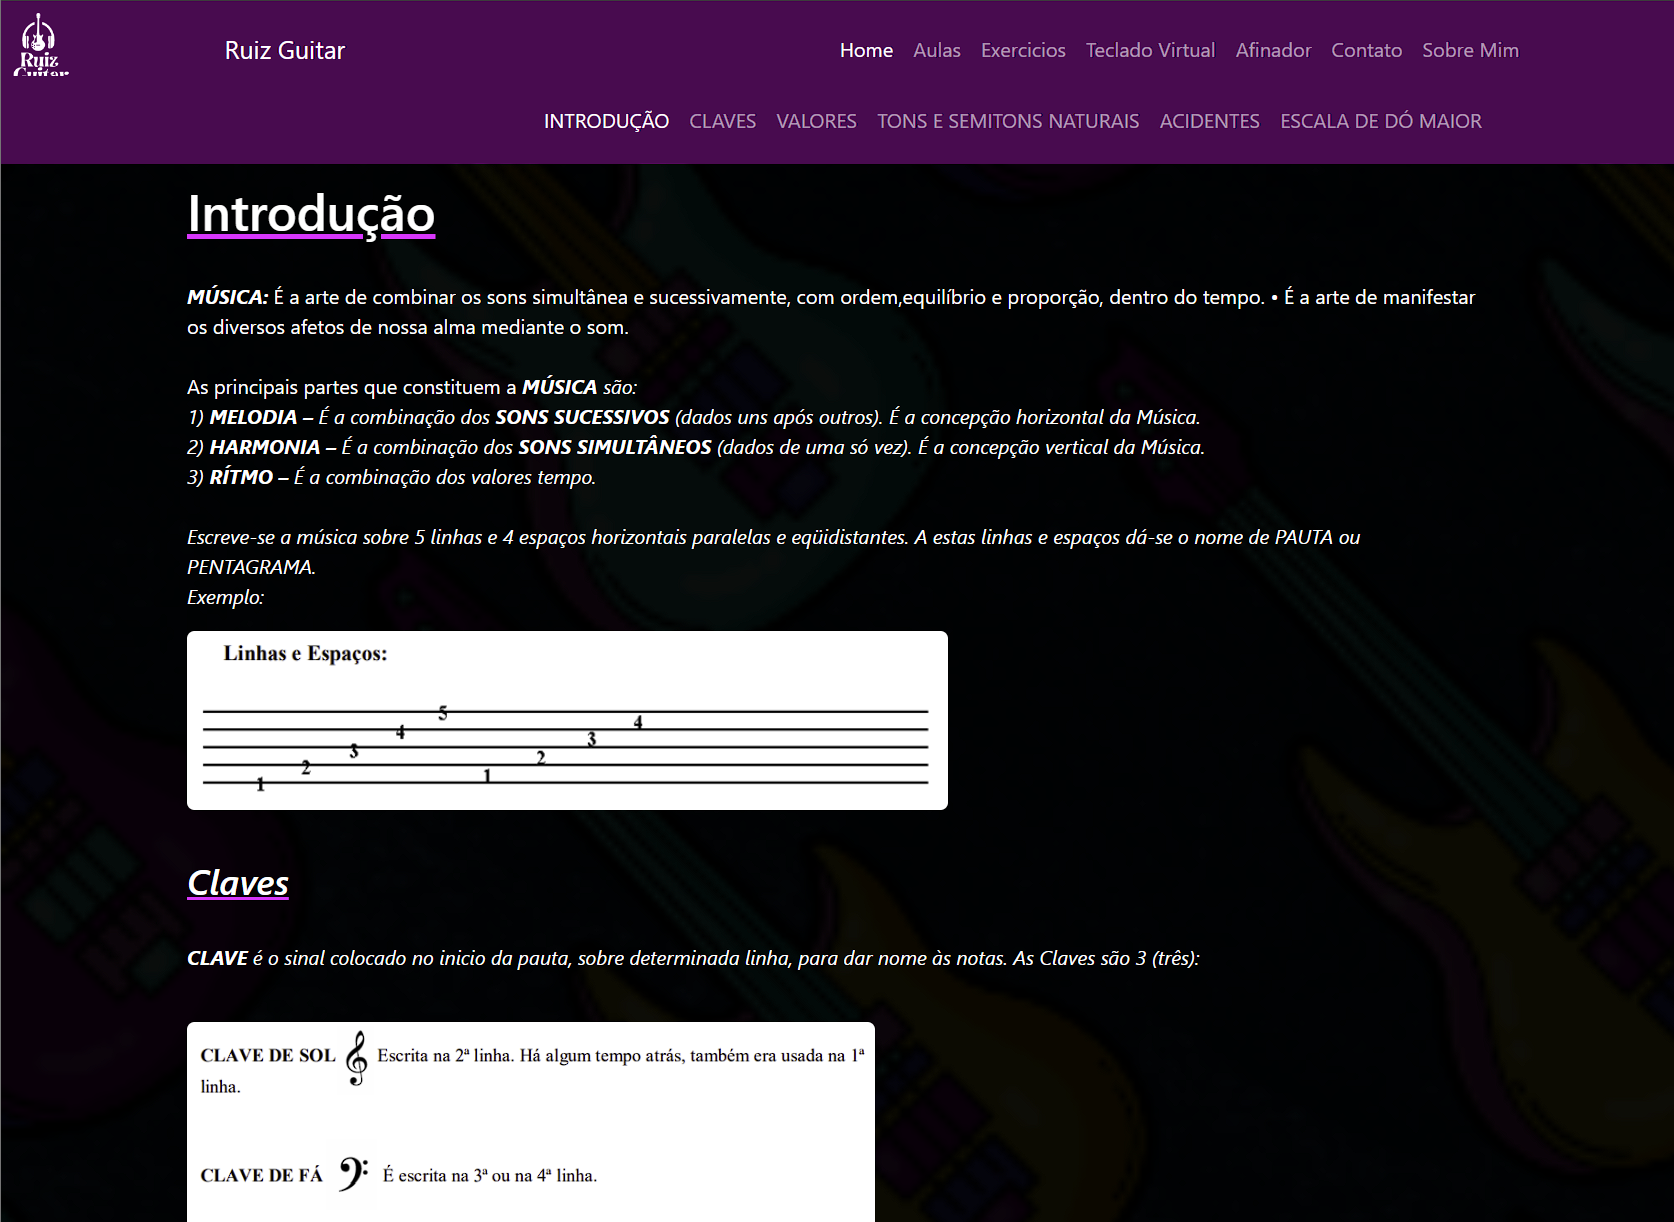 Ruiz
Guitar
Ruiz Guitar
Home Aulas Exercicios Teclado Virtual Afinador Contato Sobre Mim
INTRODUÇÃO CLAVES VALORES TONS E SEMITONS NATURAIS ACIDENTES ESCALA DE DÓ MAIOR
Introdução
MÚSICA: É a arte de combinar os sons simultânea e sucessivamente, com ordem,equilíbrio e proporção, dentro do tempo. • É a arte de manifestar
os diversos afetos de nossa alma mediante o som.
As principais partes que constituem a MÚSICA são:
1) MELODIA – É a combinação dos SONS SUCESSIVOS (dados uns após outros). É a concepção horizontal da Música.
2) HARMONIA – É a combinação dos SONS SIMULTÂNEOS (dados de uma só vez). É a concepção vertical da Música.
3) RÍTMO – É a combinação dos valores tempo.
Escreve-se a música sobre 5 linhas e 4 espaços horizontais paralelas e eqüidistantes. A estas linhas e espaços dá-se o nome de PAUTA ou
PENTAGRAMA.
Exemplo:
Linhas e Espaços:
1 2 3 4 5 1 2 3 4
Claves
CLAVE é o sinal colocado no inicio da pauta, sobre determinada linha, para dar nome às notas. As Claves são 3 (três):
CLAVE DE SOL Escrita na 2ª linha. Há algum tempo atrás, também era usada na 1ª
linha.
CLAVE DE FÁ É escrita na 3ª ou na 4ª linha.